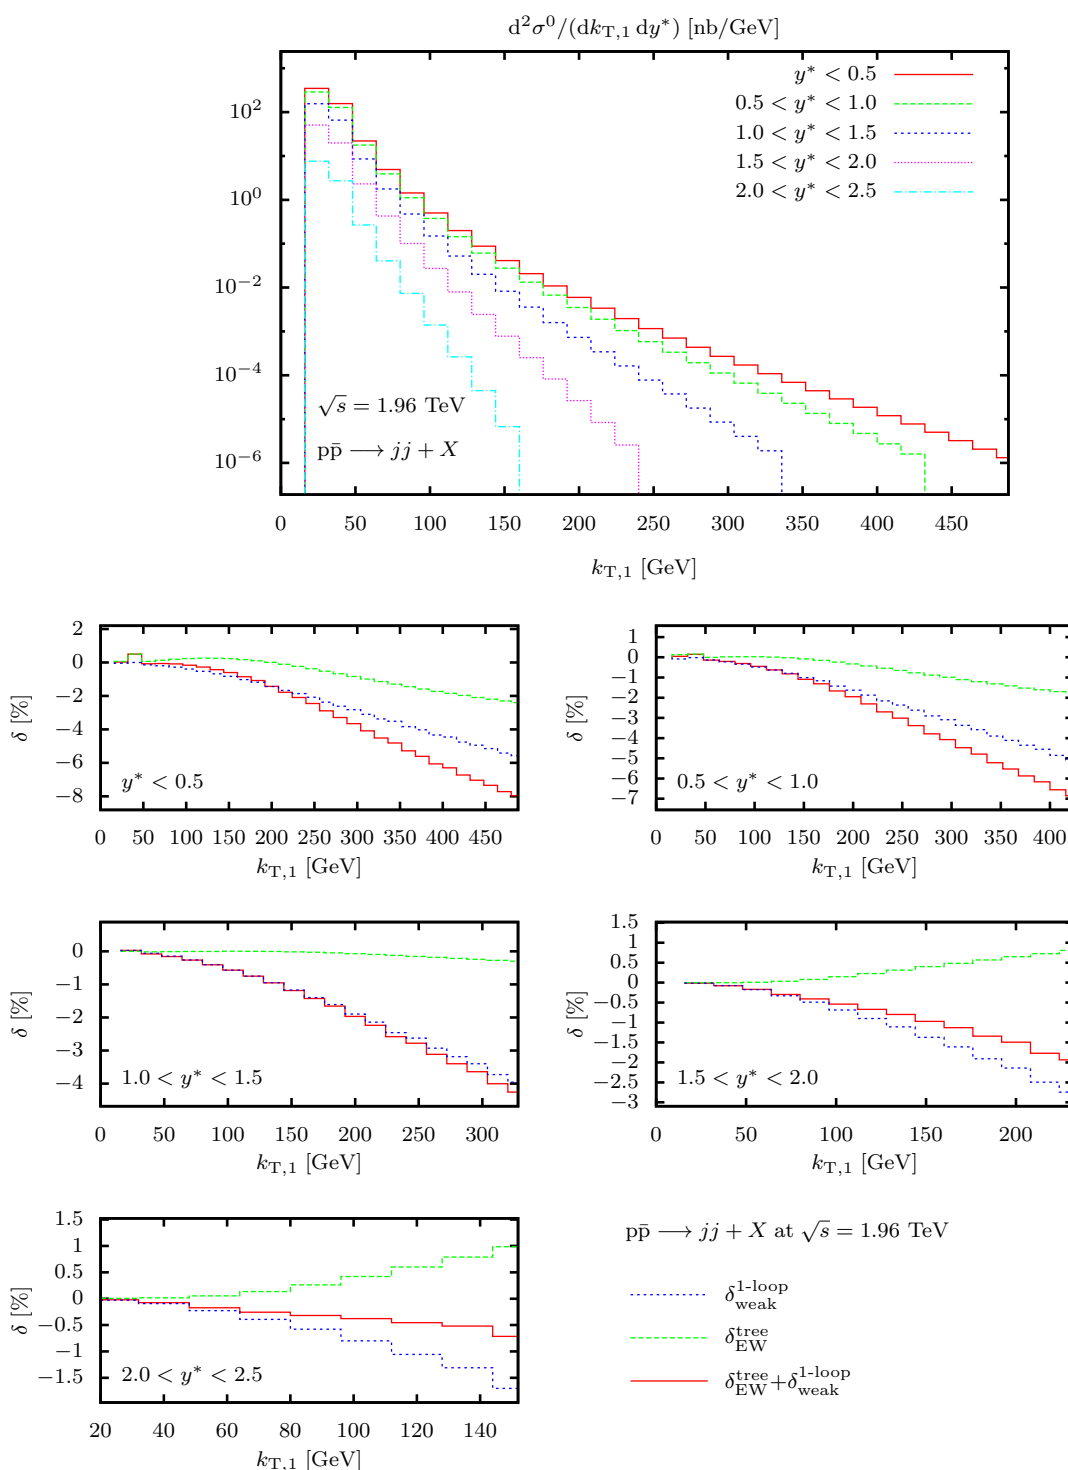 d²σ⁰/(dk_T,1 dy*) [nb/GeV]
y* < 0.5
0.5 < y* < 1.0
1.0 < y* < 1.5
1.5 < y* < 2.0
2.0 < y* < 2.5
10²
10⁰
10⁻²
10⁻⁴
10⁻⁶
√s = 1.96 TeV
pp̄ ⟶ jj + X
0 50 100 150 200 250 300 350 400 450
k_T,1 [GeV]
δ [%]
2
0
−2
−4
−6
−8
y* < 0.5
0 50 100 150 200 250 300 350 400 450
k_T,1 [GeV]
δ [%]
1
0
−1
−2
−3
−4
−5
−6
−7
0.5 < y* < 1.0
0 50 100 150 200 250 300 350 400
k_T,1 [GeV]
δ [%]
0
−1
−2
−3
−4
1.0 < y* < 1.5
0 50 100 150 200 250 300
k_T,1 [GeV]
δ [%]
1.5
1
0.5
0
−0.5
−1
−1.5
−2
−2.5
−3
1.5 < y* < 2.0
0 50 100 150 200
k_T,1 [GeV]
δ [%]
1.5
1
0.5
0
−0.5
−1
−1.5
2.0 < y* < 2.5
20 40 60 80 100 120 140
k_T,1 [GeV]
pp̄ ⟶ jj + X at √s = 1.96 TeV
δ^1-loop_weak
δ^tree_EW
δ^tree_EW+δ^1-loop_weak